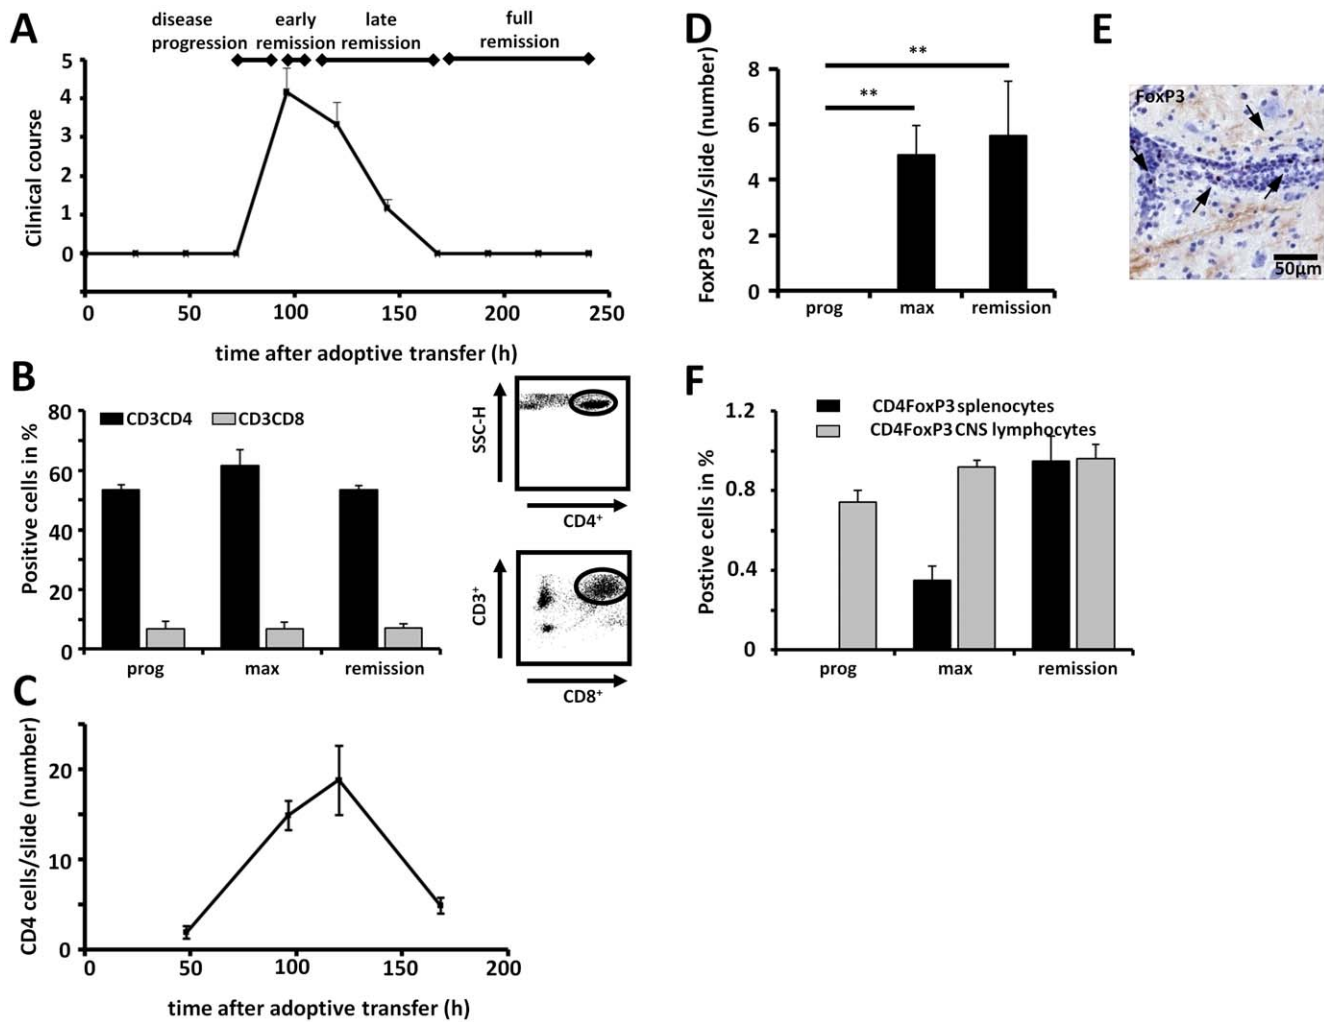 A
disease progression
early remission
late remission
full remission
Cilnical course
5
4
3
2
1
0
0 50 100 150 200 250
time after adoptive transfer (h)
B
CD3CD4 CD3CD8
Positive cells in %
80
60
40
20
0
prog max remission
SSC-H
CD4⁺
CD3⁺
CD8⁺
C
CD4 cells/slide (number)
20
10
0
0 50 100 150 200
time after adoptive transfer (h)
D
FoxP3 cells/slide (number)
8
6
4
2
0
**
**
prog max remission
E
FoxP3
50µm
F
CD4FoxP3 splenocytes
CD4FoxP3 CNS lymphocytes
Postive cells in %
1.2
0.8
0.4
0
prog max remission